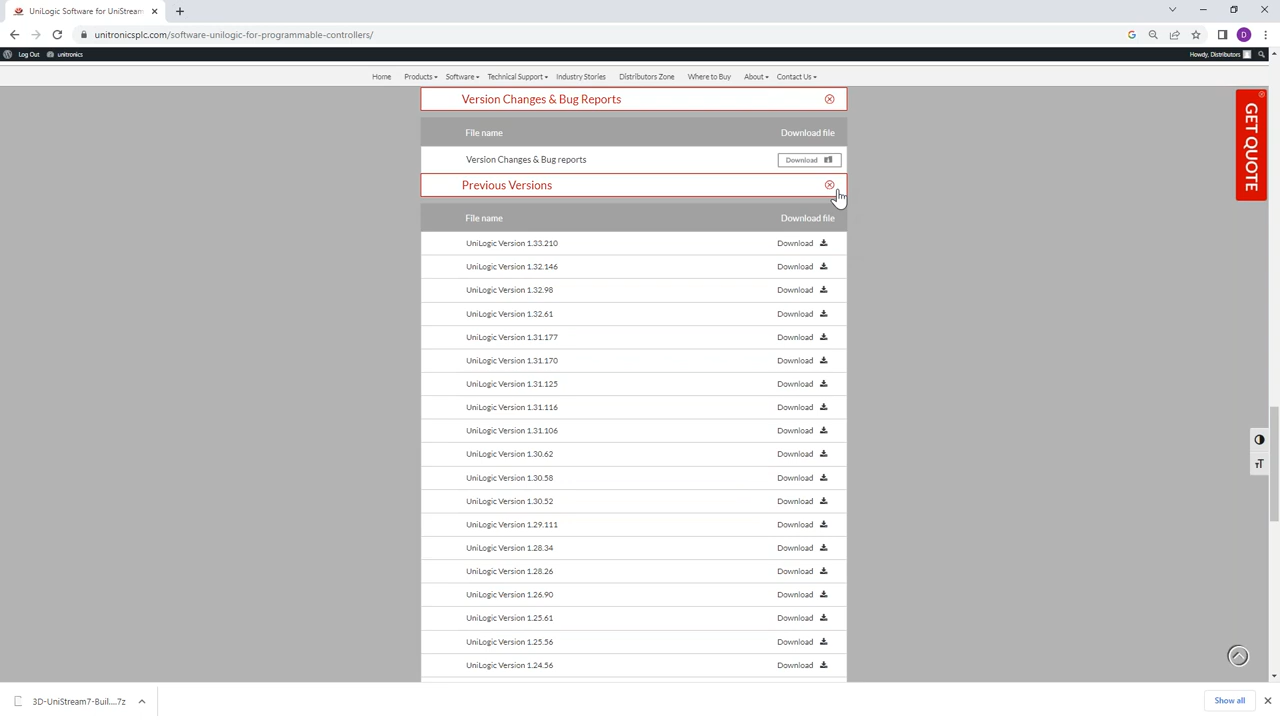 UniLogic Software for UniStream
unitronicsplc.com/software-unilogic-for-programmable-controllers/
G
D
Log Out unitronics Howdy, Distributors
Home Products Software Technical Support Industry Stories Distributors Zone Where to Buy About Contact Us
Version Changes & Bug Reports
File name Download file
Version Changes & Bug reports Download
Previous Versions
File name Download file
UniLogic Version 1.33.210 Download
UniLogic Version 1.32.146 Download
UniLogic Version 1.32.98 Download
UniLogic Version 1.32.61 Download
UniLogic Version 1.31.177 Download
UniLogic Version 1.31.170 Download
UniLogic Version 1.31.125 Download
UniLogic Version 1.31.116 Download
UniLogic Version 1.31.106 Download
UniLogic Version 1.30.62 Download
UniLogic Version 1.30.58 Download
UniLogic Version 1.30.52 Download
UniLogic Version 1.29.111 Download
UniLogic Version 1.28.34 Download
UniLogic Version 1.28.26 Download
UniLogic Version 1.26.90 Download
UniLogic Version 1.25.61 Download
UniLogic Version 1.25.56 Download
UniLogic Version 1.24.56 Download
GET QUOTE
TT
3D-UniStream7-Buil....7z
Show all